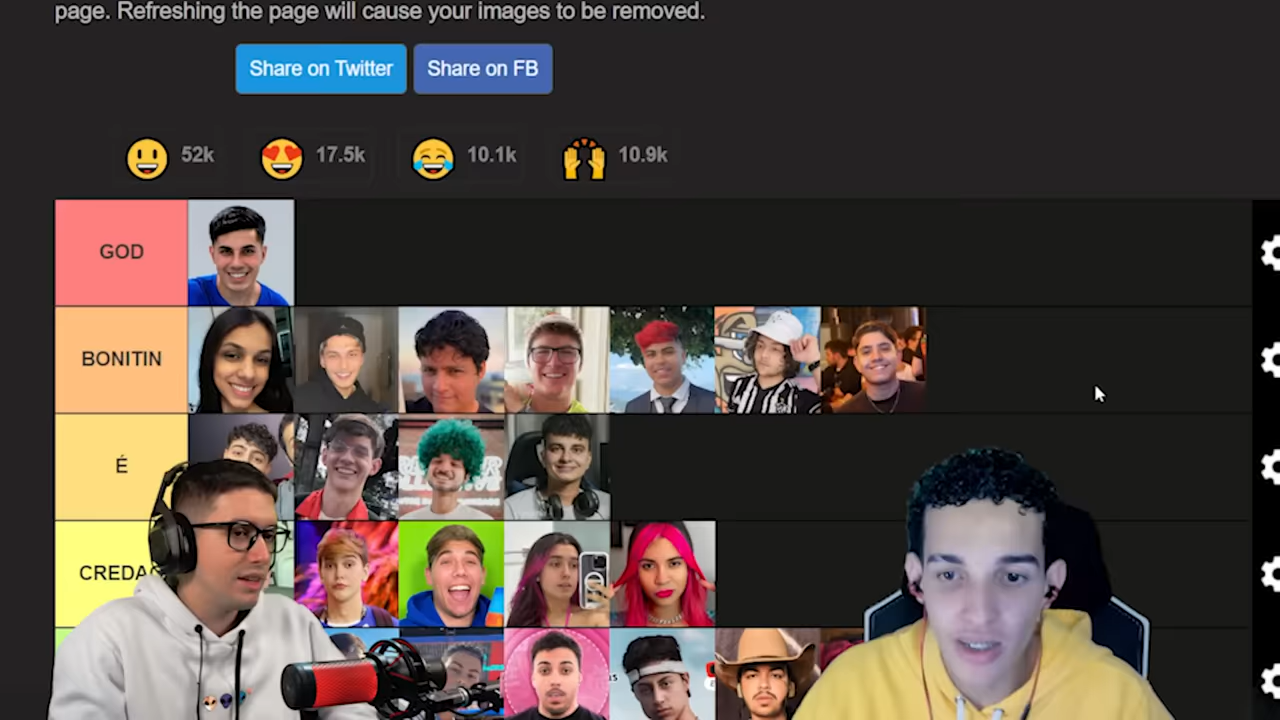 page. Refreshing the page will cause your images to be removed.
Share on Twitter Share on FB
52k 17.5k 10.1k 10.9k
GOD
BONITIN
É